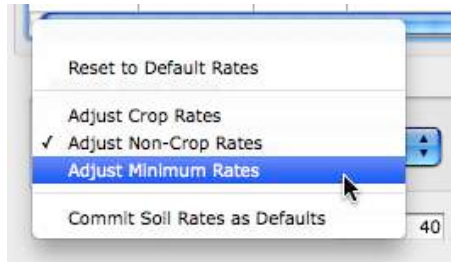 Reset to Default Rates
Adjust Crop Rates
✓ Adjust Non-Crop Rates
Adjust Minimum Rates
Commit Soil Rates as Defaults
40